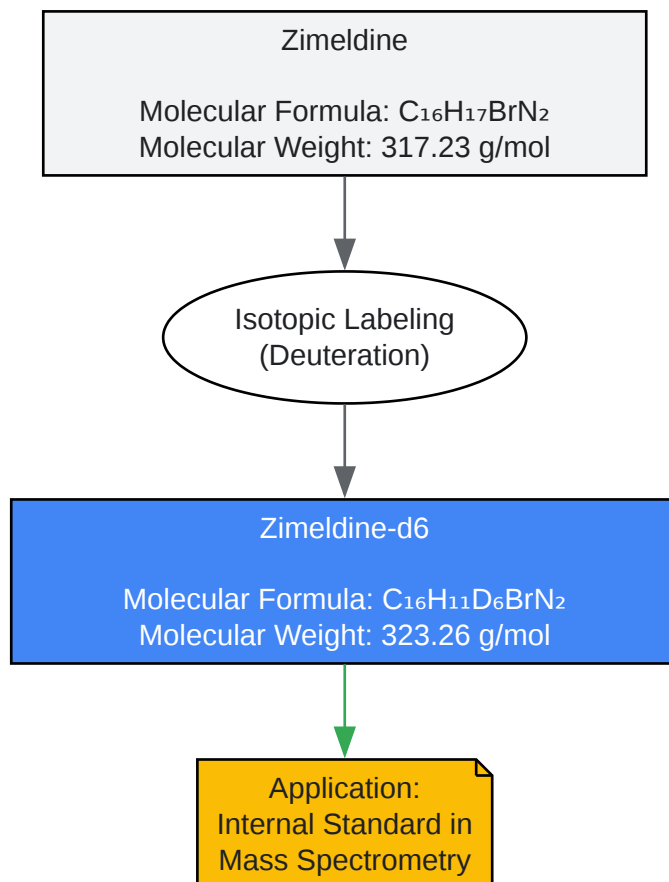 Zimeldine
Molecular Formula: C₁₆H₁₇BrN₂
Molecular Weight: 317.23 g/mol
Isotopic Labeling
(Deuteration)
Zimeldine-d6
Molecular Formula: C₁₆H₁₁D₆BrN₂
Molecular Weight: 323.26 g/mol
Application:
Internal Standard in
Mass Spectrometry